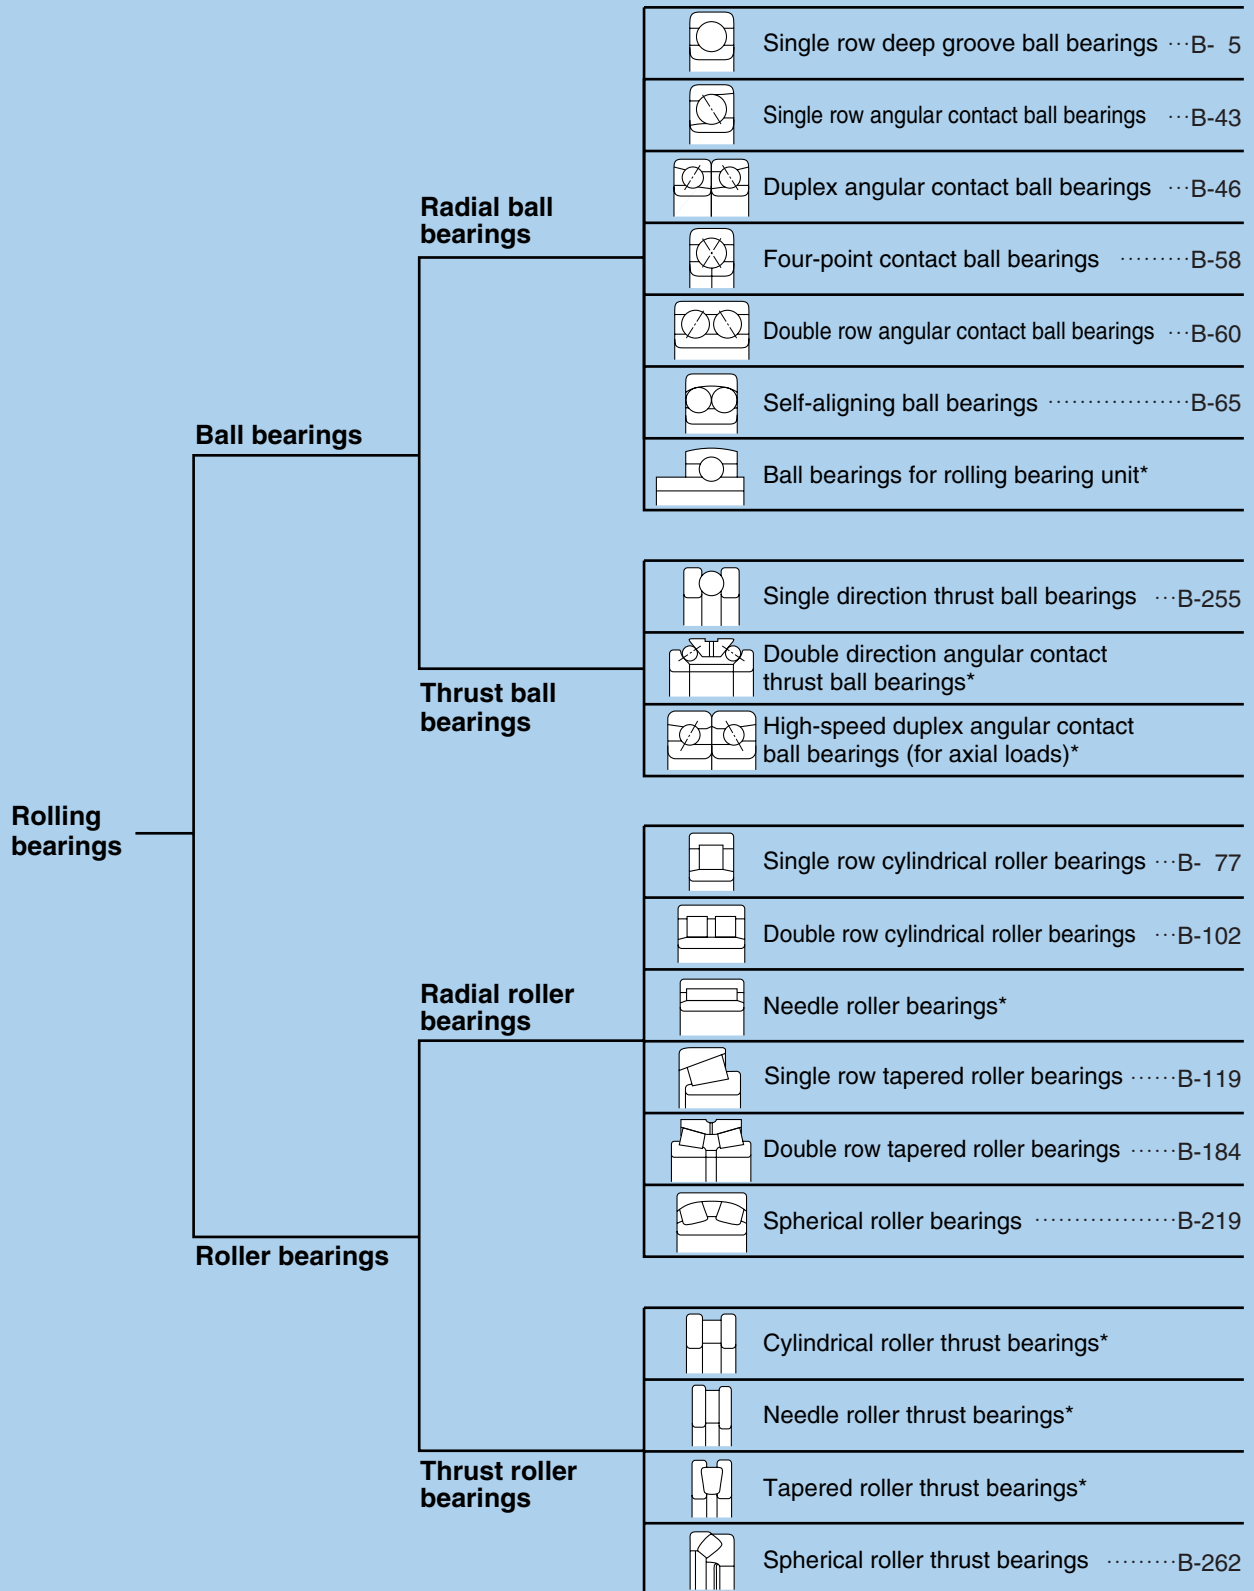 Rolling
bearings
Ball bearings
Radial ball
bearings
Single row deep groove ball bearings ···B- 5
Single row angular contact ball bearings ···B-43
Duplex angular contact ball bearings ···B-46
Four-point contact ball bearings ·········B-58
Double row angular contact ball bearings ···B-60
Self-aligning ball bearings ··················B-65
Ball bearings for rolling bearing unit*
Thrust ball
bearings
Single direction thrust ball bearings ···B-255
Double direction angular contact
thrust ball bearings*
High-speed duplex angular contact
ball bearings (for axial loads)*
Roller bearings
Radial roller
bearings
Single row cylindrical roller bearings ···B- 77
Double row cylindrical roller bearings ···B-102
Needle roller bearings*
Single row tapered roller bearings ······B-119
Double row tapered roller bearings ······B-184
Spherical roller bearings ··················B-219
Thrust roller
bearings
Cylindrical roller thrust bearings*
Needle roller thrust bearings*
Tapered roller thrust bearings*
Spherical roller thrust bearings ·········B-262